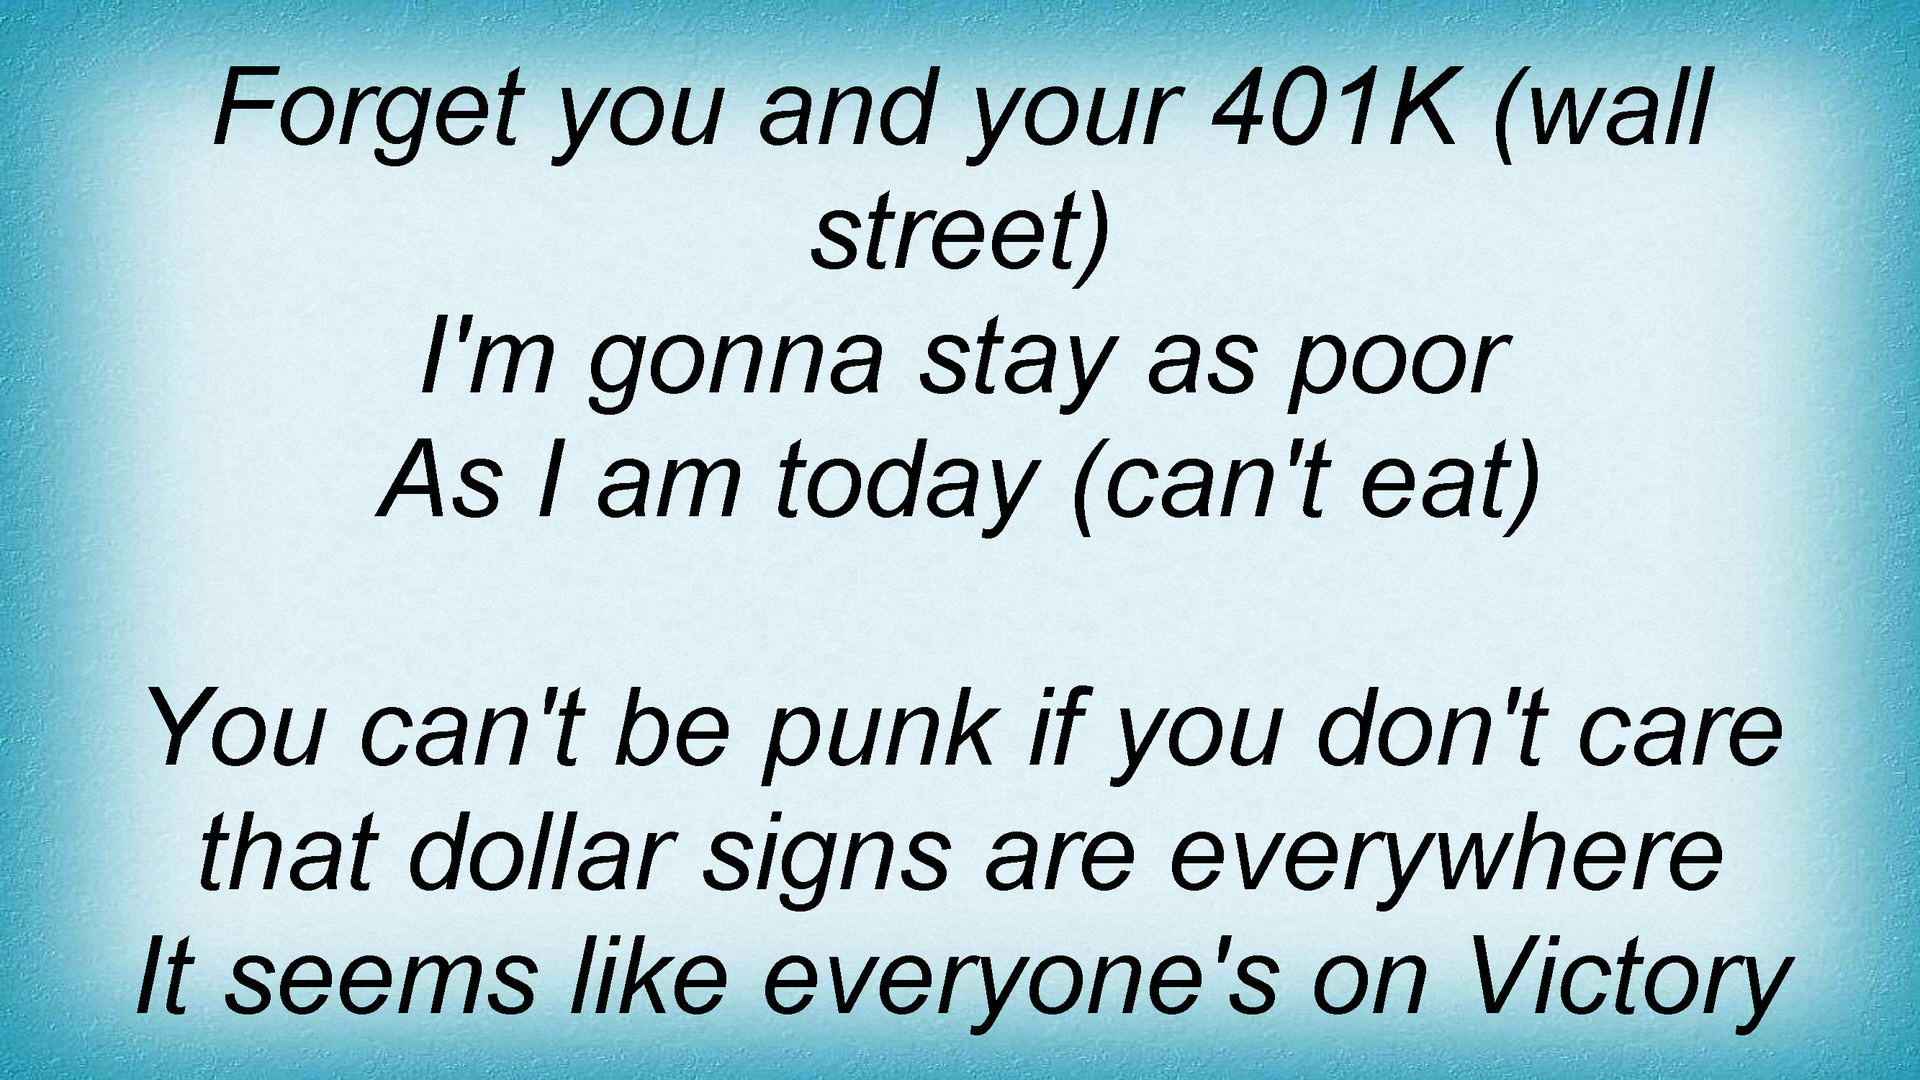 Forget you and your 401K (wall
street)
I'm gonna stay as poor
As I am today (can't eat)
You can't be punk if you don't care
that dollar signs are everywhere
It seems like everyone's on Victory